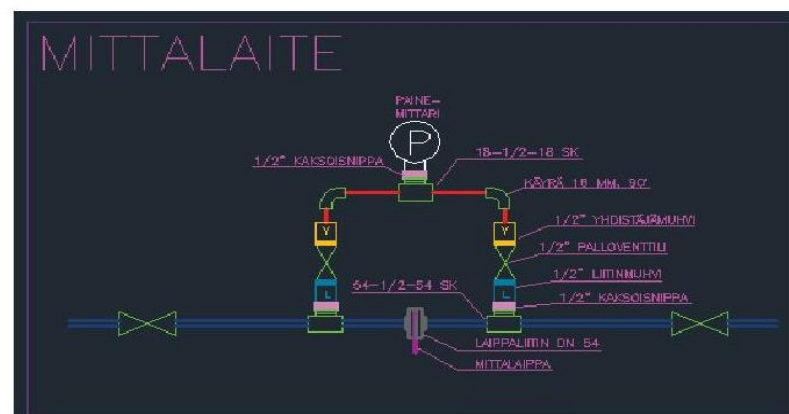 MITTALAITE
PAINE-
MITTARI
P
1/2" KAKSOISNIPPA
18-1/2-18 SK
KÄYRÄ 18 MM. 90°
Y
Y
1/2" YHDISTÄJÄMUHVI
1/2" PALLOVENTTIILI
L
L
54-1/2-54 SK
1/2" LIITINMUHVI
1/2" KAKSOISNIPPA
LAIPPALIITIN DN 54
MITTALAIPPA